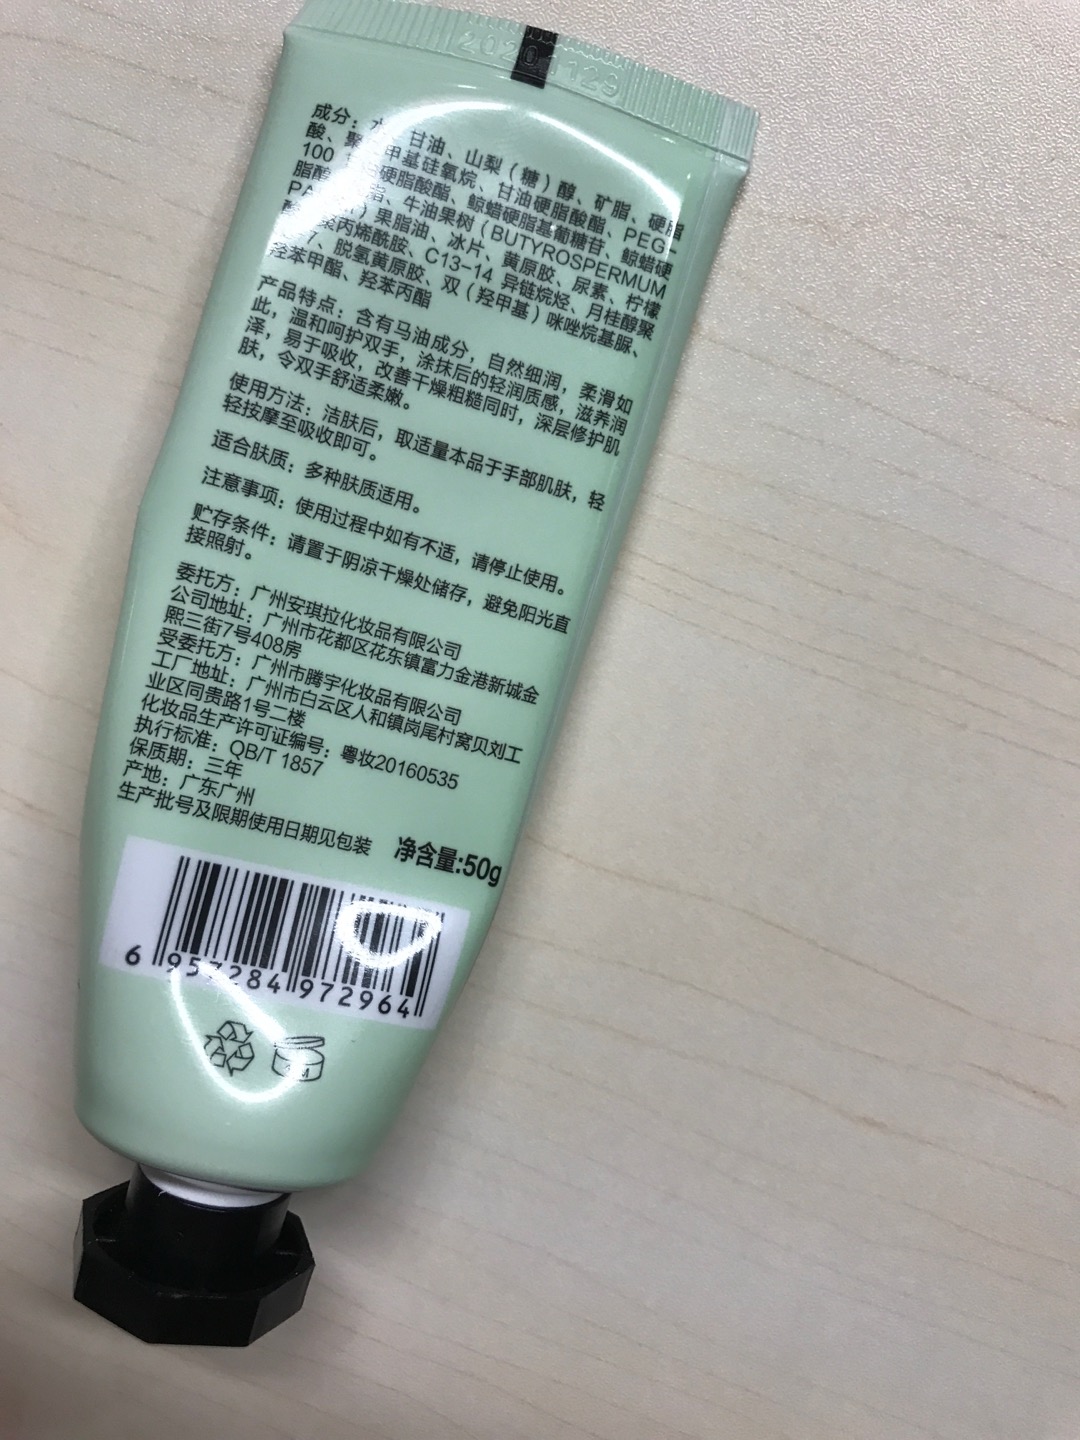 2020 1126
成分：水、甘油、山梨（糖）醇、矿脂、硬脂
酸、聚 甲基硅氧烷、甘油硬脂酸酯、PEG-
100 硬脂酸酯、鲸蜡硬脂基葡糖苷、鲸蜡硬
脂醇 、牛油果树（BUTYROSPERMUM
PA ）果脂油、冰片、黄原胶、尿素、柠檬
聚丙烯酰胺、C13-14 异链烷烃、月桂醇聚
7、脱氢黄原胶、双（羟甲基）咪唑烷基脲、
羟苯甲酯、羟苯丙酯
产品特点：含有马油成分，自然细润，柔滑如
此，温和呵护双手，涂抹后的轻润质感，滋养润
泽，易于吸收，改善干燥粗糙同时，深层修护肌
肤，令双手舒适柔嫩。
使用方法：洁肤后，取适量本品于手部肌肤，轻
轻按摩至吸收即可。
适合肤质：多种肤质适用。
注意事项：使用过程中如有不适，请停止使用。
贮存条件：请置于阴凉干燥处储存，避免阳光直
接照射。
委托方：广州安琪拉化妆品有限公司
公司地址：广州市花都区花东镇富力金港新城金
熙三街7号408房
受委托方：广州市腾宇化妆品有限公司
工厂地址：广州市白云区人和镇岗尾村窝贝刘工
业区同贵路1号二楼
化妆品生产许可证编号：粤妆20160535
执行标准：QB/T 1857
保质期：三年
产地：广东广州
生产批号及限期使用日期见包装 净含量:50g
6 957284 972964